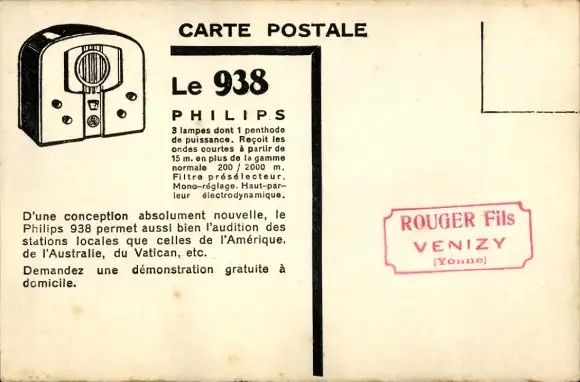 CARTE POSTALE
Le 938
PHILIPS
3 lampes dont 1 penthode
de puissance. Reçoit les
ondes courtes à partir de
15 m. en plus de la gamme
normale 200 / 2000 m.
Filtre présélecteur.
Mono-réglage. Haut-par-
leur électrodynamique.
D'une conception absolument nouvelle, le
Philips 938 permet aussi bien l'audition des
stations locales que celles de l'Amérique,
de l'Australie, du Vatican, etc.
Demandez une démonstration gratuite à
domicile.
ROUGER Fils
VENIZY
(Yonne)